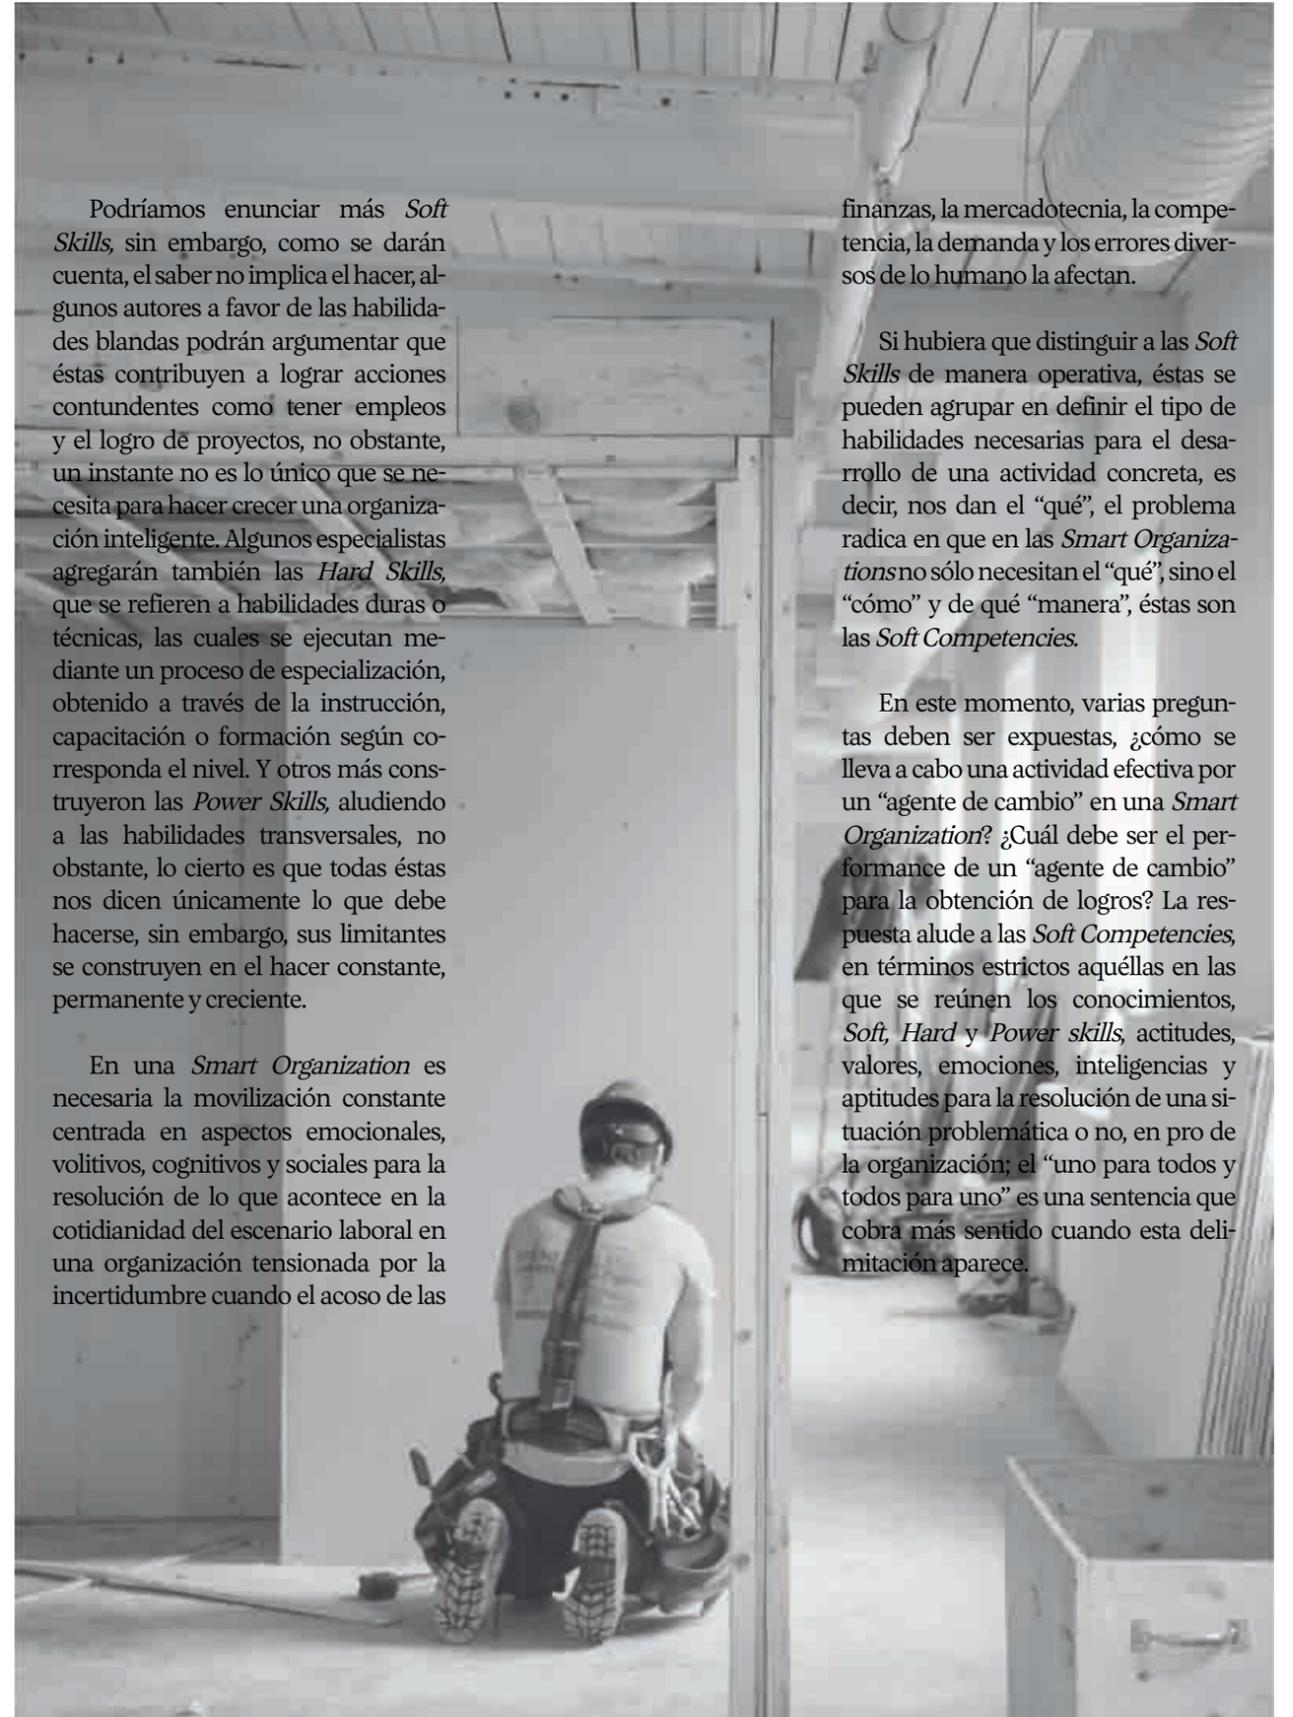 Podríamos enunciar más Soft
Skills, sin embargo, como se darán
cuenta, el saber no implica el hacer, al-
gunos autores a favor de las habilida-
des blandas podrán argumentar que
éstas contribuyen a lograr acciones
contundentes como tener empleos
y el logro de proyectos, no obstante,
un instante no es lo único que se ne-
cesita para hacer crecer una organiza-
ción inteligente. Algunos especialistas
agregarán también las Hard Skills,
que se refieren a habilidades duras o
técnicas, las cuales se ejecutan me-
diante un proceso de especialización,
obtenido a través de la instrucción,
capacitación o formación según co-
rresponda el nivel. Y otros más cons-
truyeron las Power Skills, aludiendo
a las habilidades transversales, no
obstante, lo cierto es que todas éstas
nos dicen únicamente lo que debe
hacerse, sin embargo, sus limitantes
se construyen en el hacer constante,
permanente y creciente.
En una Smart Organization es
necesaria la movilización constante
centrada en aspectos emocionales,
volitivos, cognitivos y sociales para la
resolución de lo que acontece en la
cotidianidad del escenario laboral en
una organización tensionada por la
incertidumbre cuando el acoso de las
finanzas, la mercadotecnia, la compe-
tencia, la demanda y los errores diver-
sos de lo humano la afectan.
Si hubiera que distinguir a las Soft
Skills de manera operativa, éstas se
pueden agrupar en definir el tipo de
habilidades necesarias para el desa-
rrollo de una actividad concreta, es
decir, nos dan el “qué”, el problema
radica en que en las Smart Organiza-
tions no sólo necesitan el “qué”, sino el
“cómo” y de qué “manera”, éstas son
las Soft Competencies.
En este momento, varias pregun-
tas deben ser expuestas, ¿cómo se
lleva a cabo una actividad efectiva por
un “agente de cambio” en una Smart
Organization? ¿Cuál debe ser el per-
formance de un “agente de cambio”
para la obtención de logros? La res-
puesta alude a las Soft Competencies,
en términos estrictos aquéllas en las
que se reúnen los conocimientos,
Soft, Hard y Power skills, actitudes,
valores, emociones, inteligencias y
aptitudes para la resolución de una si-
tuación problemática o no, en pro de
la organización; el “uno para todos y
todos para uno” es una sentencia que
cobra más sentido cuando esta deli-
mitación aparece.